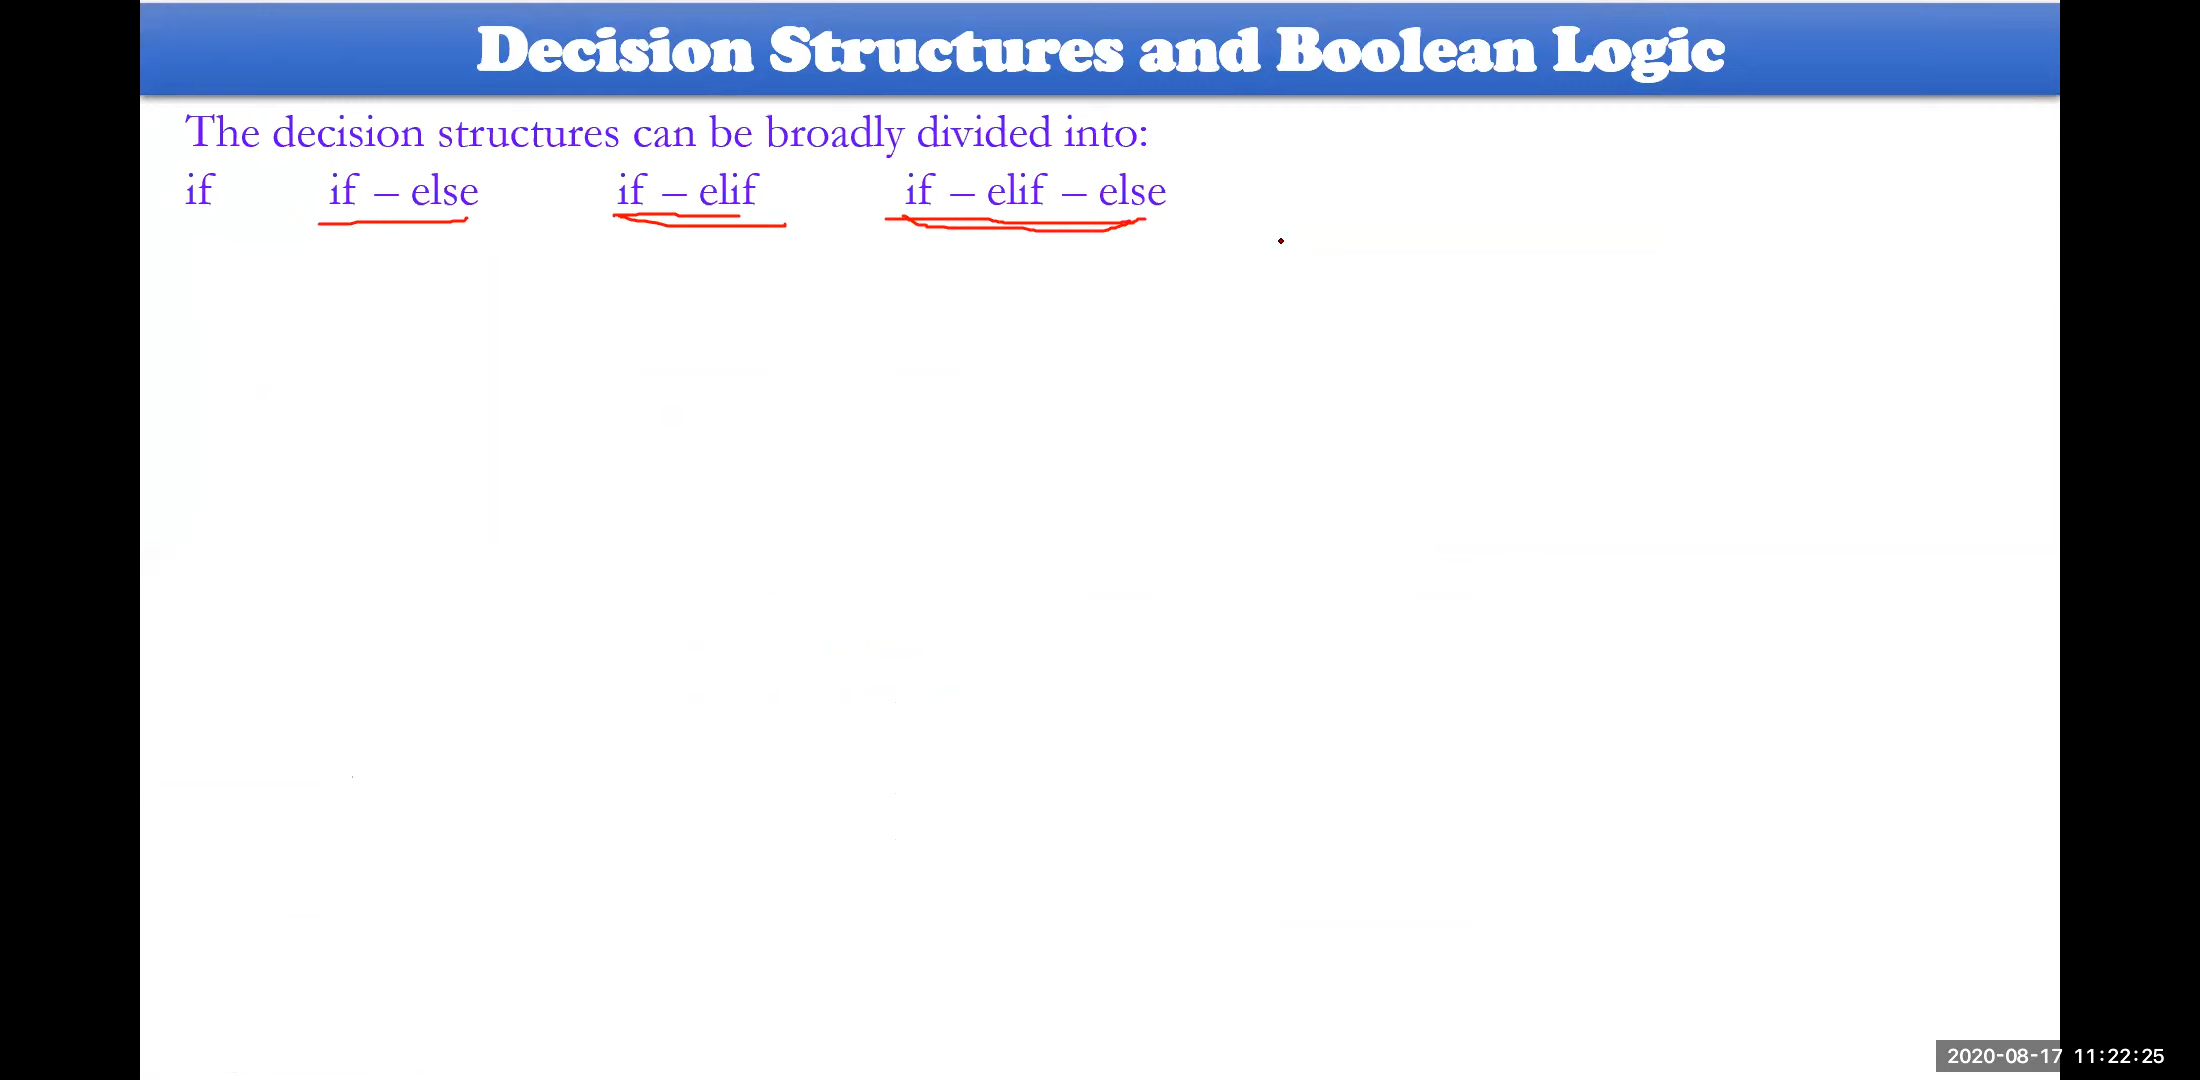 Decision Structures and Boolean Logic
The decision structures can be broadly divided into:
if if – else if – elif if – elif – else
2020-08-17 11:22:25